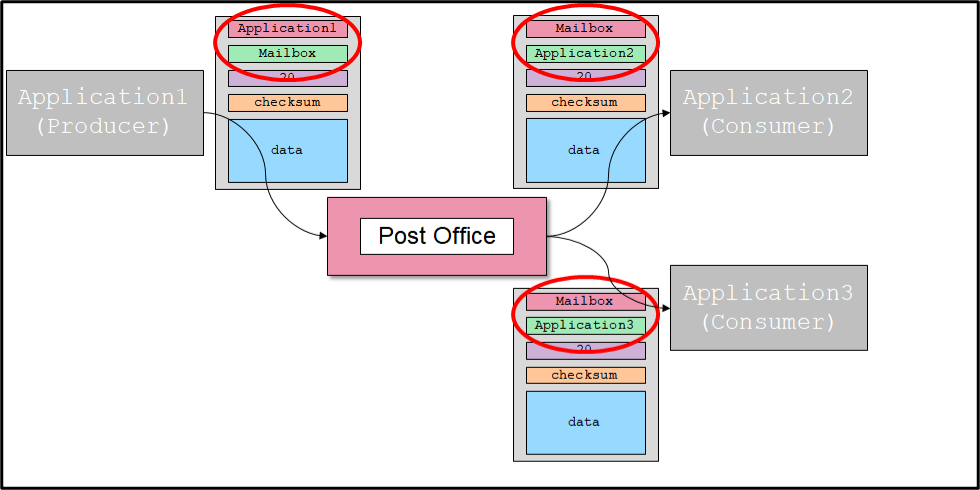 Application1
Mailbox
20
checksum
data
Mailbox
Application2
20
checksum
data
Application1
(Producer)
Application2
(Consumer)
Post Office
Mailbox
Application3
20
checksum
data
Application3
(Consumer)